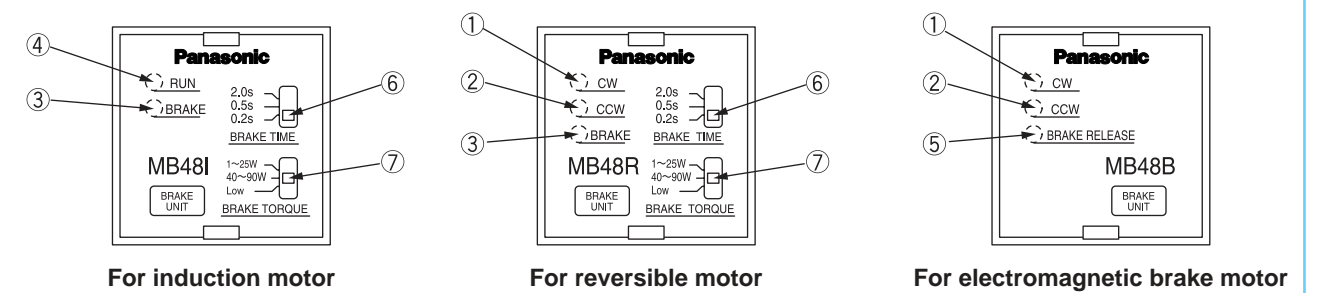 ④
③
Panasonic
RUN
BRAKE
2.0s
0.5s
0.2s
BRAKE TIME
⑥
MB48I
1~25W
40~90W
Low
BRAKE TORQUE
⑦
BRAKE
UNIT
For induction motor
①
②
③
Panasonic
CW
CCW
BRAKE
2.0s
0.5s
0.2s
BRAKE TIME
⑥
MB48R
1~25W
40~90W
Low
BRAKE TORQUE
⑦
BRAKE
UNIT
For reversible motor
①
②
⑤
Panasonic
CW
CCW
BRAKE RELEASE
MB48B
BRAKE
UNIT
For electromagnetic brake motor